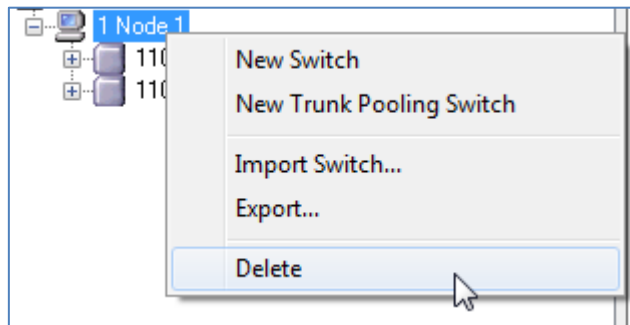 1 Node 1
110
New Switch
110
New Trunk Pooling Switch
Import Switch...
Export...
Delete